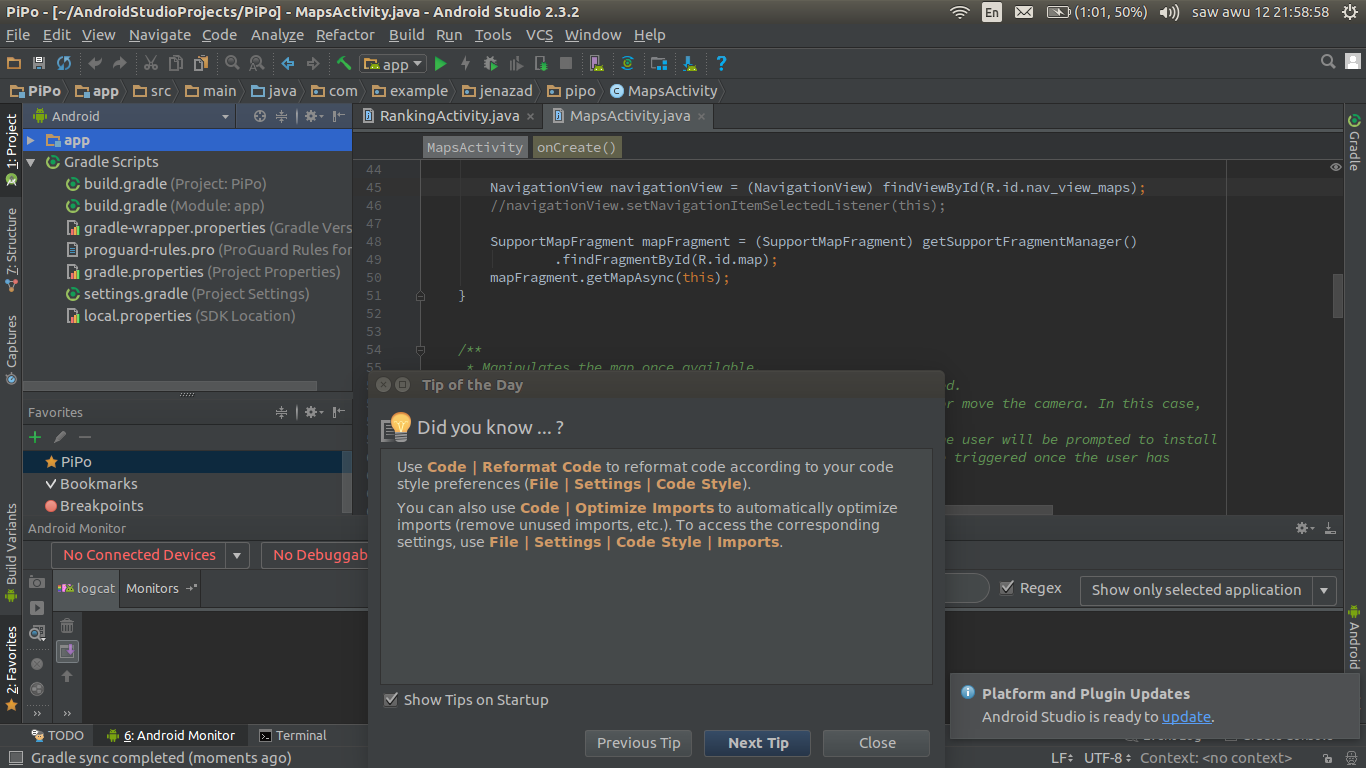 PiPo - [~/AndroidStudioProjects/PiPo] - MapsActivity.java - Android Studio 2.3.2
En (1:01, 50%) saw awu 12 21:58:58
File Edit View Navigate Code Analyze Refactor Build Run Tools VCS Window Help
app
PiPo app src main java com example jenazad pipo MapsActivity
1: Project
Z: Structure
Captures
Build Variants
2: Favorites
Android
app
Gradle Scripts
build.gradle (Project: PiPo)
build.gradle (Module: app)
gradle-wrapper.properties (Gradle Vers
proguard-rules.pro (ProGuard Rules for
gradle.properties (Project Properties)
settings.gradle (Project Settings)
local.properties (SDK Location)
Favorites
PiPo
Bookmarks
Breakpoints
RankingActivity.java MapsActivity.java
MapsActivity onCreate()
44
45 NavigationView navigationView = (NavigationView) findViewById(R.id.nav_view_maps);
46 //navigationView.setNavigationItemSelectedListener(this);
47
48 SupportMapFragment mapFragment = (SupportMapFragment) getSupportFragmentManager()
49 .findFragmentById(R.id.map);
50 mapFragment.getMapAsync(this);
51 }
52
53
54 /**
55 * Manipulates the map once available.
d.
r move the camera. In this case,
e user will be prompted to install
triggered once the user has
Gradle
Android
Android Monitor
No Connected Devices No Debuggab
logcat Monitors
Regex Show only selected application
Tip of the Day
Did you know ... ?
Use Code | Reformat Code to reformat code according to your code
style preferences (File | Settings | Code Style).
You can also use Code | Optimize Imports to automatically optimize
imports (remove unused imports, etc.). To access the corresponding
settings, use File | Settings | Code Style | Imports.
Show Tips on Startup
Previous Tip Next Tip Close
Platform and Plugin Updates
Android Studio is ready to update.
TODO 6: Android Monitor Terminal
Gradle sync completed (moments ago)
LF UTF-8 Context: <no context>